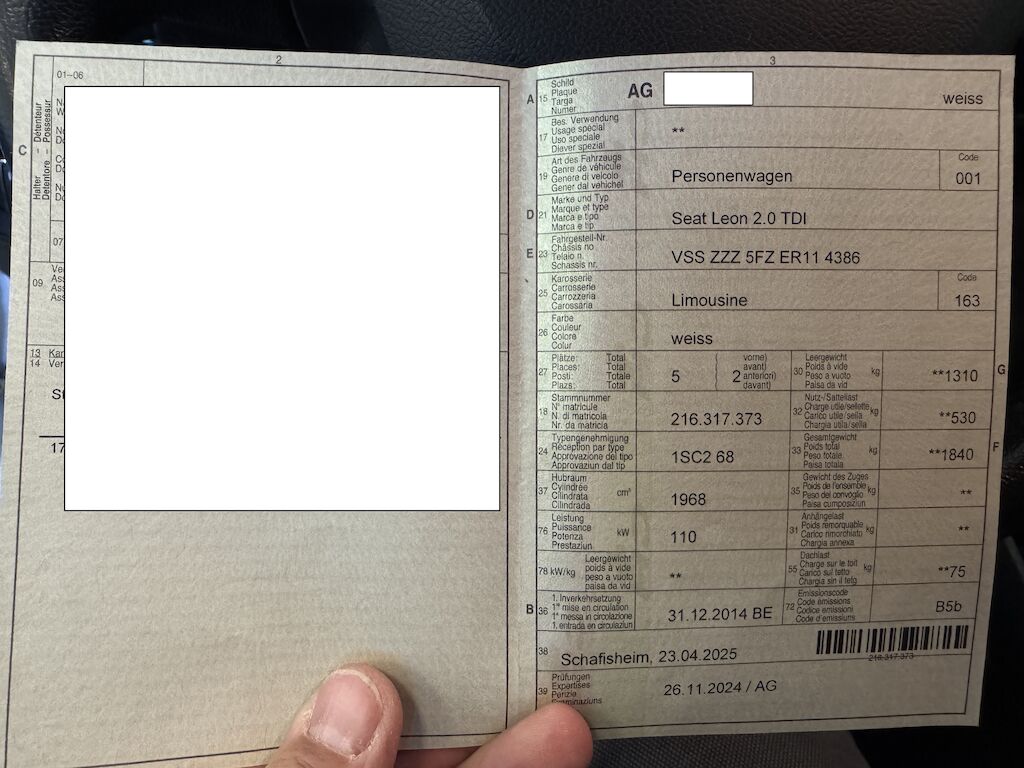 2
01–06
C
Halter – Détenteur
Detentore – Possessur
07
09
Ass
Ass
Ass
13
14
17
3
A 15 Schild
Plaque
Targa
Numer
AG
weiss
17 Bes. Verwendung
Usage spécial
Uso speciale
Diever spezial
**
19 Art des Fahrzeugs
Genre de véhicule
Genere di veicolo
Gener dal vehichel
Personenwagen
Code
001
D 21 Marke und Typ
Marque et type
Marca e tipo
Marca e tip
Seat Leon 2.0 TDI
E 23 Fahrgestell-Nr.
Châssis no
Telaio n.
Schassis nr.
VSS ZZZ 5FZ ER11 4386
25 Karosserie
Carrosserie
Carrozzeria
Carossaria
Limousine
Code
163
26 Farbe
Couleur
Colore
Colur
weiss
27 Plätze: Total
Places: Total
Posti: Totale
Plazs: Total
5
vorne)
avant)
anteriori)
davant)
2
30 Leergewicht
Poids à vide
Peso a vuoto
Paisa da vid
kg
**1310
G
18 Stammnummer
N° matricule
N. di matricola
Nr. da matricla
216.317.373
32 Nutz-/Sattellast
Charge utile/sellette
Carico utile/sella
Chargia utila/sella
kg
**530
24 Typengenehmigung
Réception par type
Approvazione del tipo
Approvaziun dal tip
1SC2 68
33 Gesamtgewicht
Poids total
Peso totale
Paisa totala
kg
**1840
F
37 Hubraum
Cylindrée
Cilindrata
Cilindrada
cm³
1968
35 Gewicht des Zuges
Poids de l'ensemble
Peso del convoglio
Paisa cumposiziun
kg
**
76 Leistung
Puissance
Potenza
Prestaziun
kW
110
31 Anhängelast
Poids remorquable
Carico rimorchiato
Chargia annexa
kg
**
78 kW/kg
Leergewicht
poids à vide
peso a vuoto
paisa da vid
**
55 Dachlast
Charge sur le toit
Carico sul tetto
Chargia sin il tetg
kg
**75
B 36 1. Inverkehrsetzung
1re mise en circulation
1a messa in circolazione
1. entrada en circulaziun
31.12.2014 BE
72 Emissionscode
Code émissions
Codice emissioni
Code d'emissiuns
B5b
38 Schafisheim, 23.04.2025
216.317.373
39 Prüfungen
Expertises
Perizie
26.11.2024 / AG